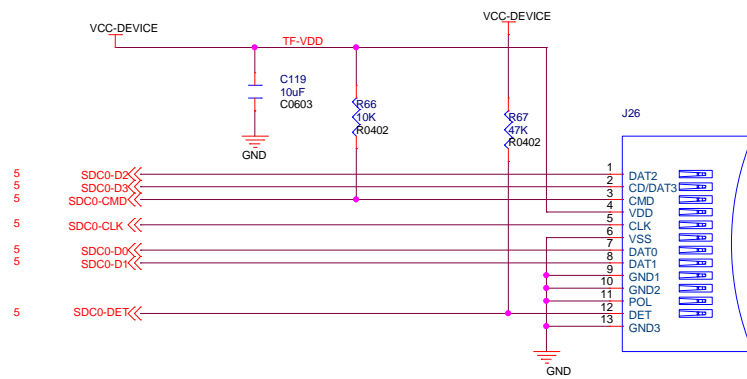 VCC-DEVICE
VCC-DEVICE
TF-VDD
C119
10uF
C0603
R66
10K
R0402
R67
47K
R0402
J26
GND
5 SDC0-D2 1 DAT2
5 SDC0-D3 2 CD/DAT3
5 SDC0-CMD 3 CMD
4 VDD
5 SDC0-CLK 5 CLK
6 VSS
5 SDC0-D0 7 DAT0
5 SDC0-D1 8 DAT1
9 GND1
10 GND2
11 POL
5 SDC0-DET 12 DET
13 GND3
GND